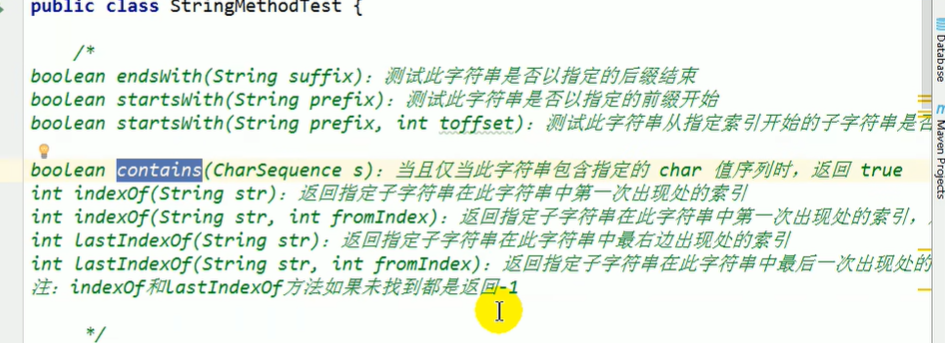 public class StringMethodTest {
/*
boolean endsWith(String suffix)：测试此字符串是否以指定的后缀结束
boolean startsWith(String prefix)：测试此字符串是否以指定的前缀开始
boolean startsWith(String prefix, int toffset)：测试此字符串从指定索引开始的子字符串是否
boolean contains(CharSequence s)：当且仅当此字符串包含指定的 char 值序列时，返回 true
int indexOf(String str)：返回指定子字符串在此字符串中第一次出现处的索引
int indexOf(String str, int fromIndex)：返回指定子字符串在此字符串中第一次出现处的索引，
int lastIndexOf(String str)：返回指定子字符串在此字符串中最右边出现处的索引
int lastIndexOf(String str, int fromIndex)：返回指定子字符串在此字符串中最后一次出现处的
注：indexOf和lastIndexOf方法如果未找到都是返回-1
*/
Database
Maven Projects